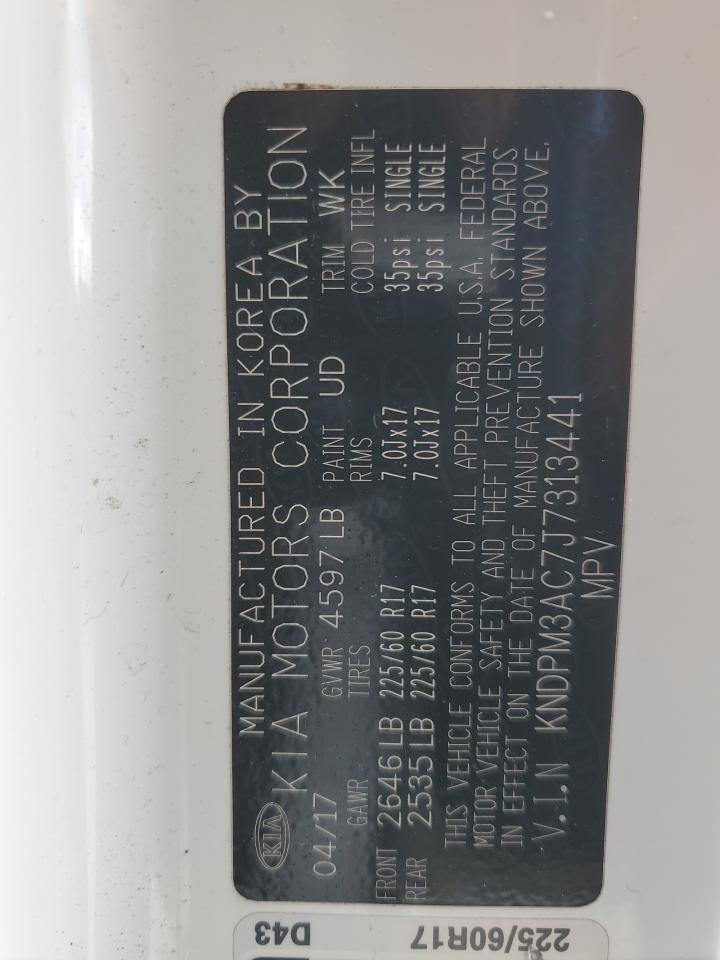 MANUFACTURED IN KOREA BY
KIA KIA MOTORS CORPORATION
04/17 GVWR 4597 LB PAINT UD TRIM WK
GAWR TIRES RIMS COLD TIRE INFL
FRONT 2646 LB 225/60 R17 7.0Jx17 35psi SINGLE
REAR 2535 LB 225/60 R17 7.0Jx17 35psi SINGLE
THIS VEHICLE CONFORMS TO ALL APPLICABLE U.S.A. FEDERAL
MOTOR VEHICLE SAFETY AND THEFT PREVENTION STANDARDS
IN EFFECT ON THE DATE OF MANUFACTURE SHOWN ABOVE.
V.I.N KNDPM3AC7J7313441
MPV
225/60R17
D43